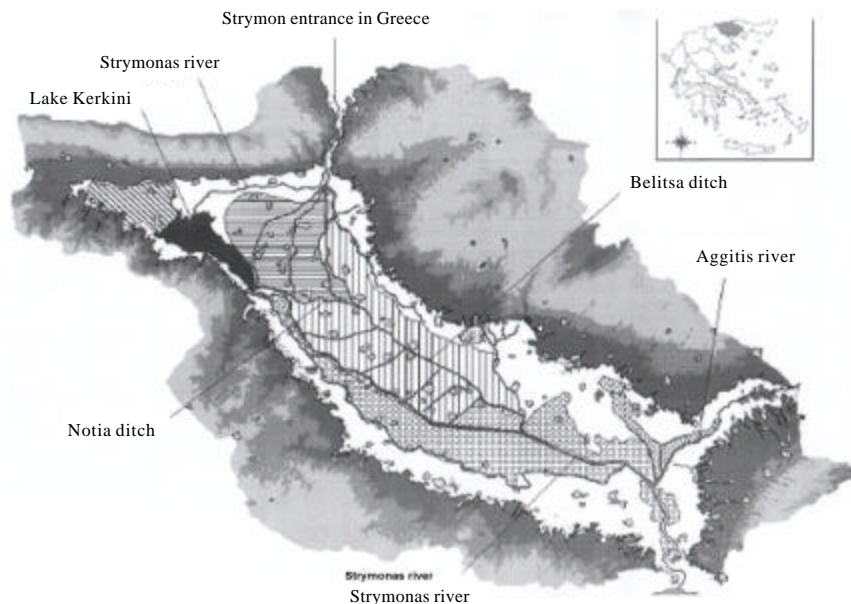 Strymon entrance in Greece
Strymonas river
Lake Kerkini
Belitsa ditch
Aggitis river
Notia ditch
Strymonas river
Strymonas river